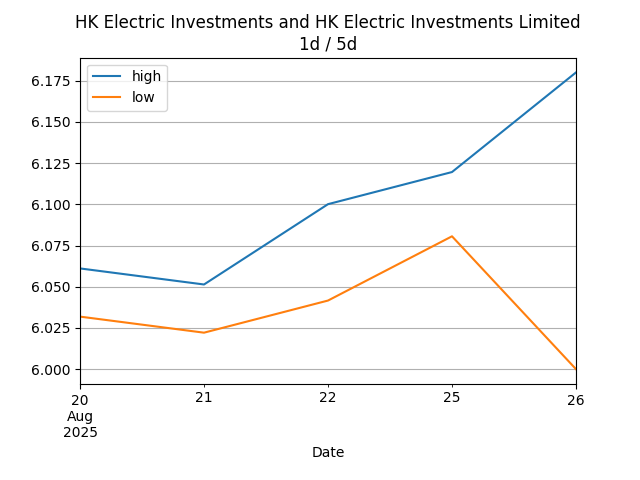 HK Electric Investments and HK Electric Investments Limited
1d / 5d
high
low
6.175
6.150
6.125
6.100
6.075
6.050
6.025
6.000
20 21 22 25 26
Aug
2025
Date